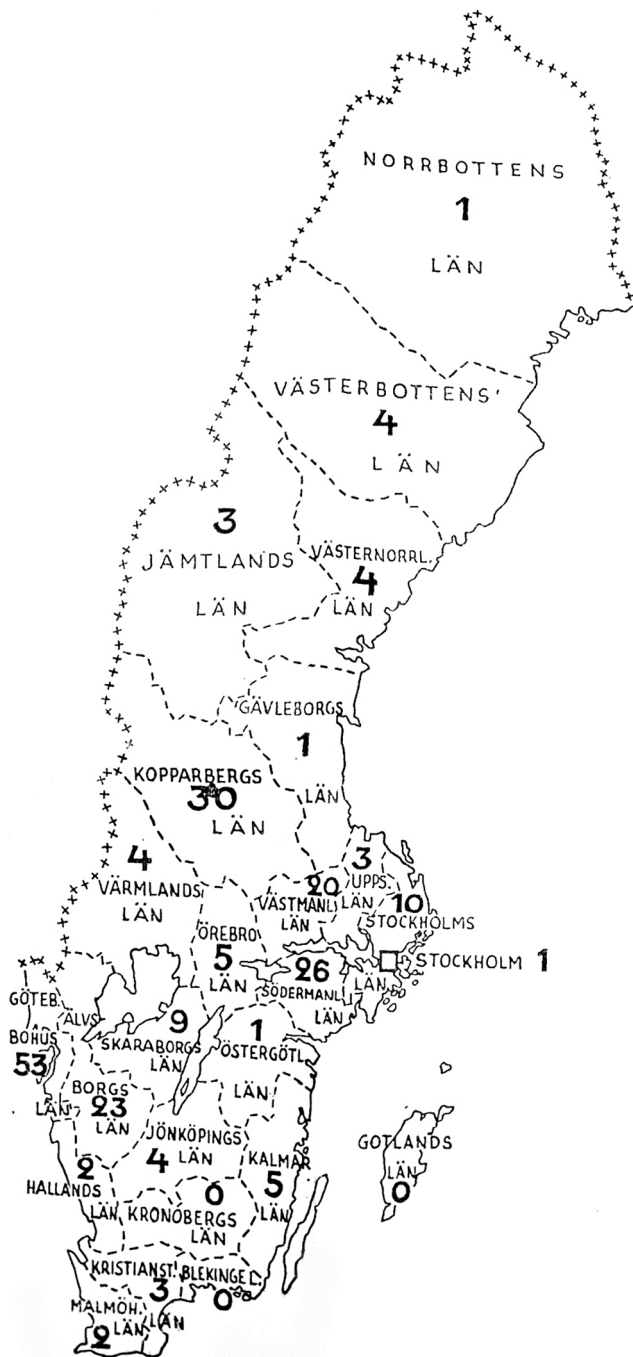 NORRBOTTENS
1
LÄN
VÄSTERBOTTENS'
4
LÄN
3
JÄMTLANDS
LÄN
VÄSTERNORRL.
4
LÄN
GÄVLEBORGS
1
LÄN
KOPPARBERGS
30
LÄN
4
VÄRMLANDS
LÄN
ÖREBRO
5
LÄN
20
VÄSTMANL.
LÄN
3
UPPS.
LÄN
10
STOCKHOLMS
LÄN
STOCKHOLM 1
26
SÖDERMANL.
LÄN
GÖTEB.
BOHUS
53
LÄN
ÄLVS
BORGS
23
LÄN
9
SKARABORGS
LÄN
1
ÖSTERGÖTL.
LÄN
JÖNKÖPINGS
4 LÄN
KALMAR
5
LÄN
GOTLANDS
LÄN
0
2
HALLANDS
LÄN
0
KRONOBERGS
LÄN
KRISTIANST.
3
LÄN
BLEKINGE L.
0
MALMÖH.
LÄN
2